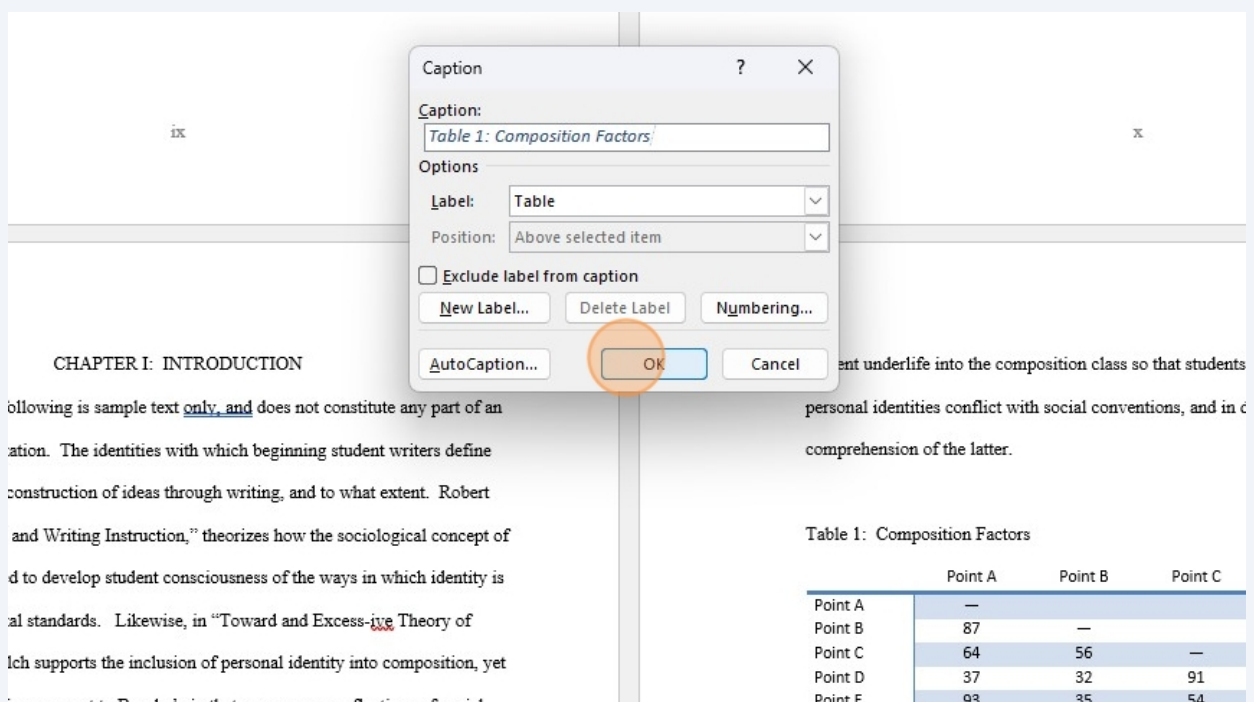 ix
x
Caption ?
Caption:
Table 1: Composition Factors
Options
Label: Table
Position: Above selected item
Exclude label from caption
New Label... Delete Label Numbering...
AutoCaption... OK Cancel
CHAPTER I:  INTRODUCTION
ollowing is sample text only, and does not constitute any part of an
ation.  The identities with which beginning student writers define
construction of ideas through writing, and to what extent.  Robert
and Writing Instruction,” theorizes how the sociological concept of
d to develop student consciousness of the ways in which identity is
al standards.  Likewise, in “Toward and Excess-ive Theory of
lch supports the inclusion of personal identity into composition, yet
ent underlife into the composition class so that students
personal identities conflict with social conventions, and in
comprehension of the latter.
Table 1:  Composition Factors
Point A Point B Point C
Point A —
Point B 87 —
Point C 64 56 —
Point D 37 32 91
Point E 93 35 54